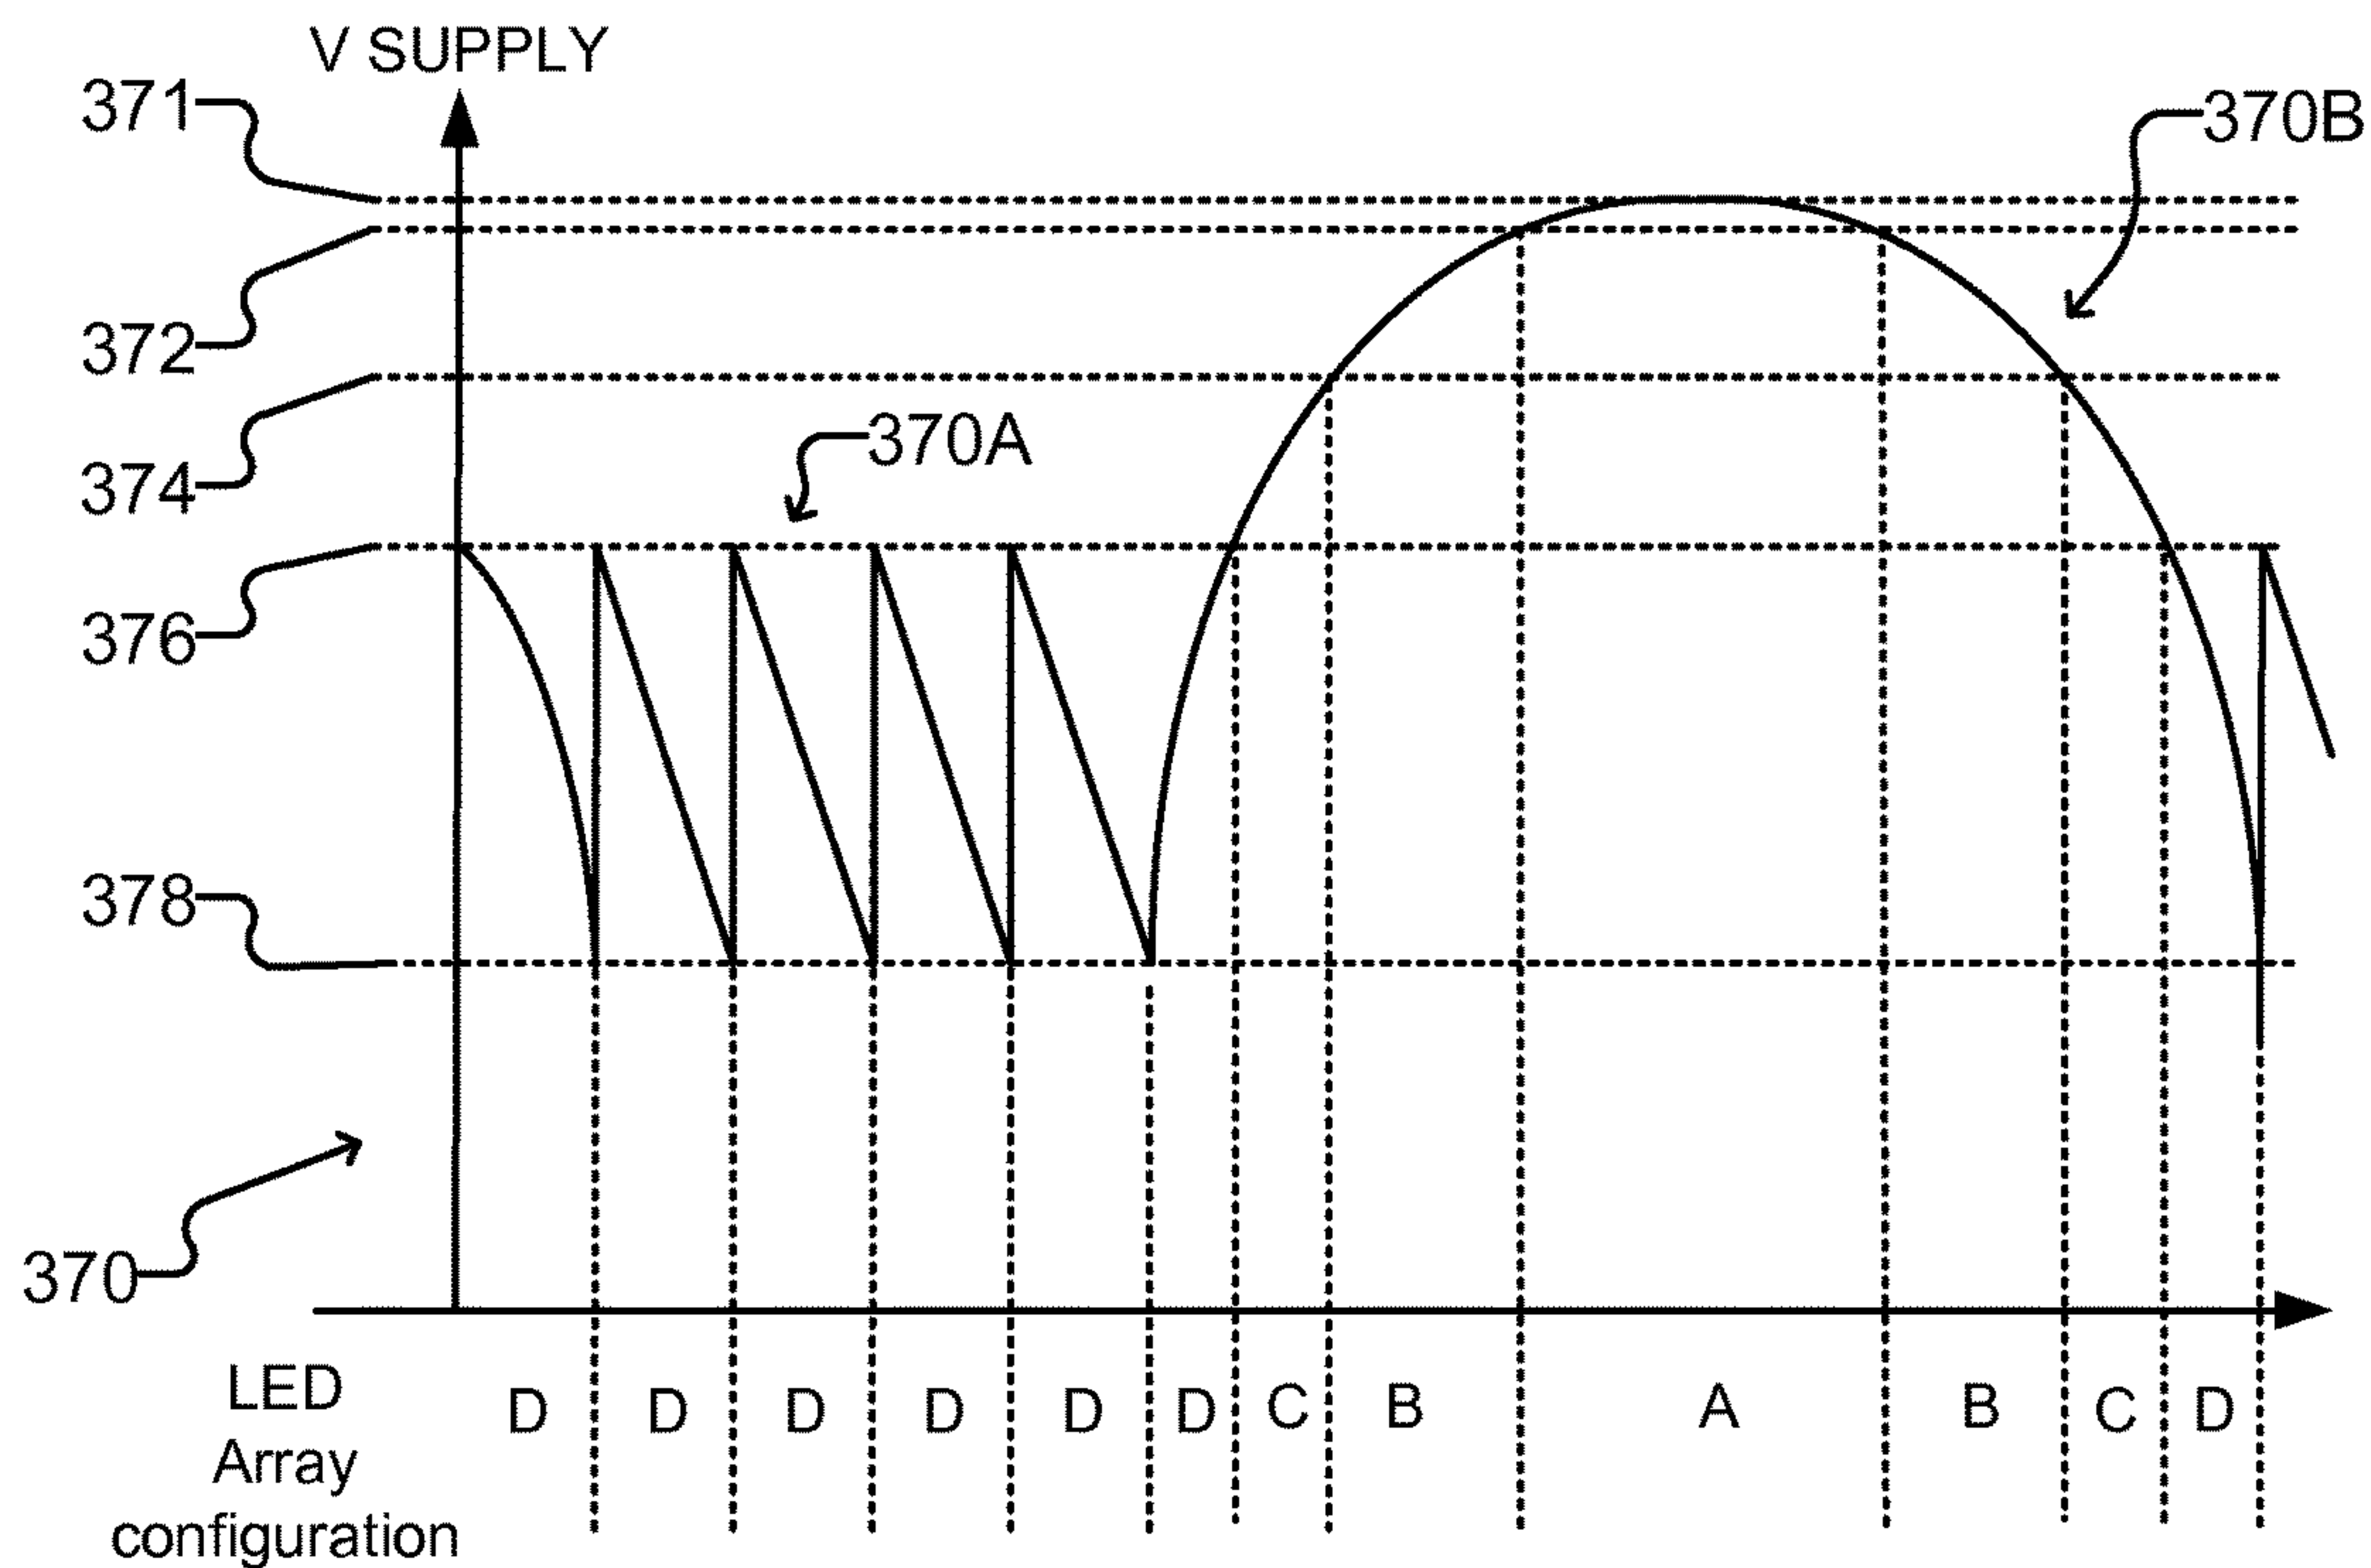 V SUPPLY
371
370B
372
370A
374
376
378
370
LED
Array
configuration
D D D D D D C B A B C D